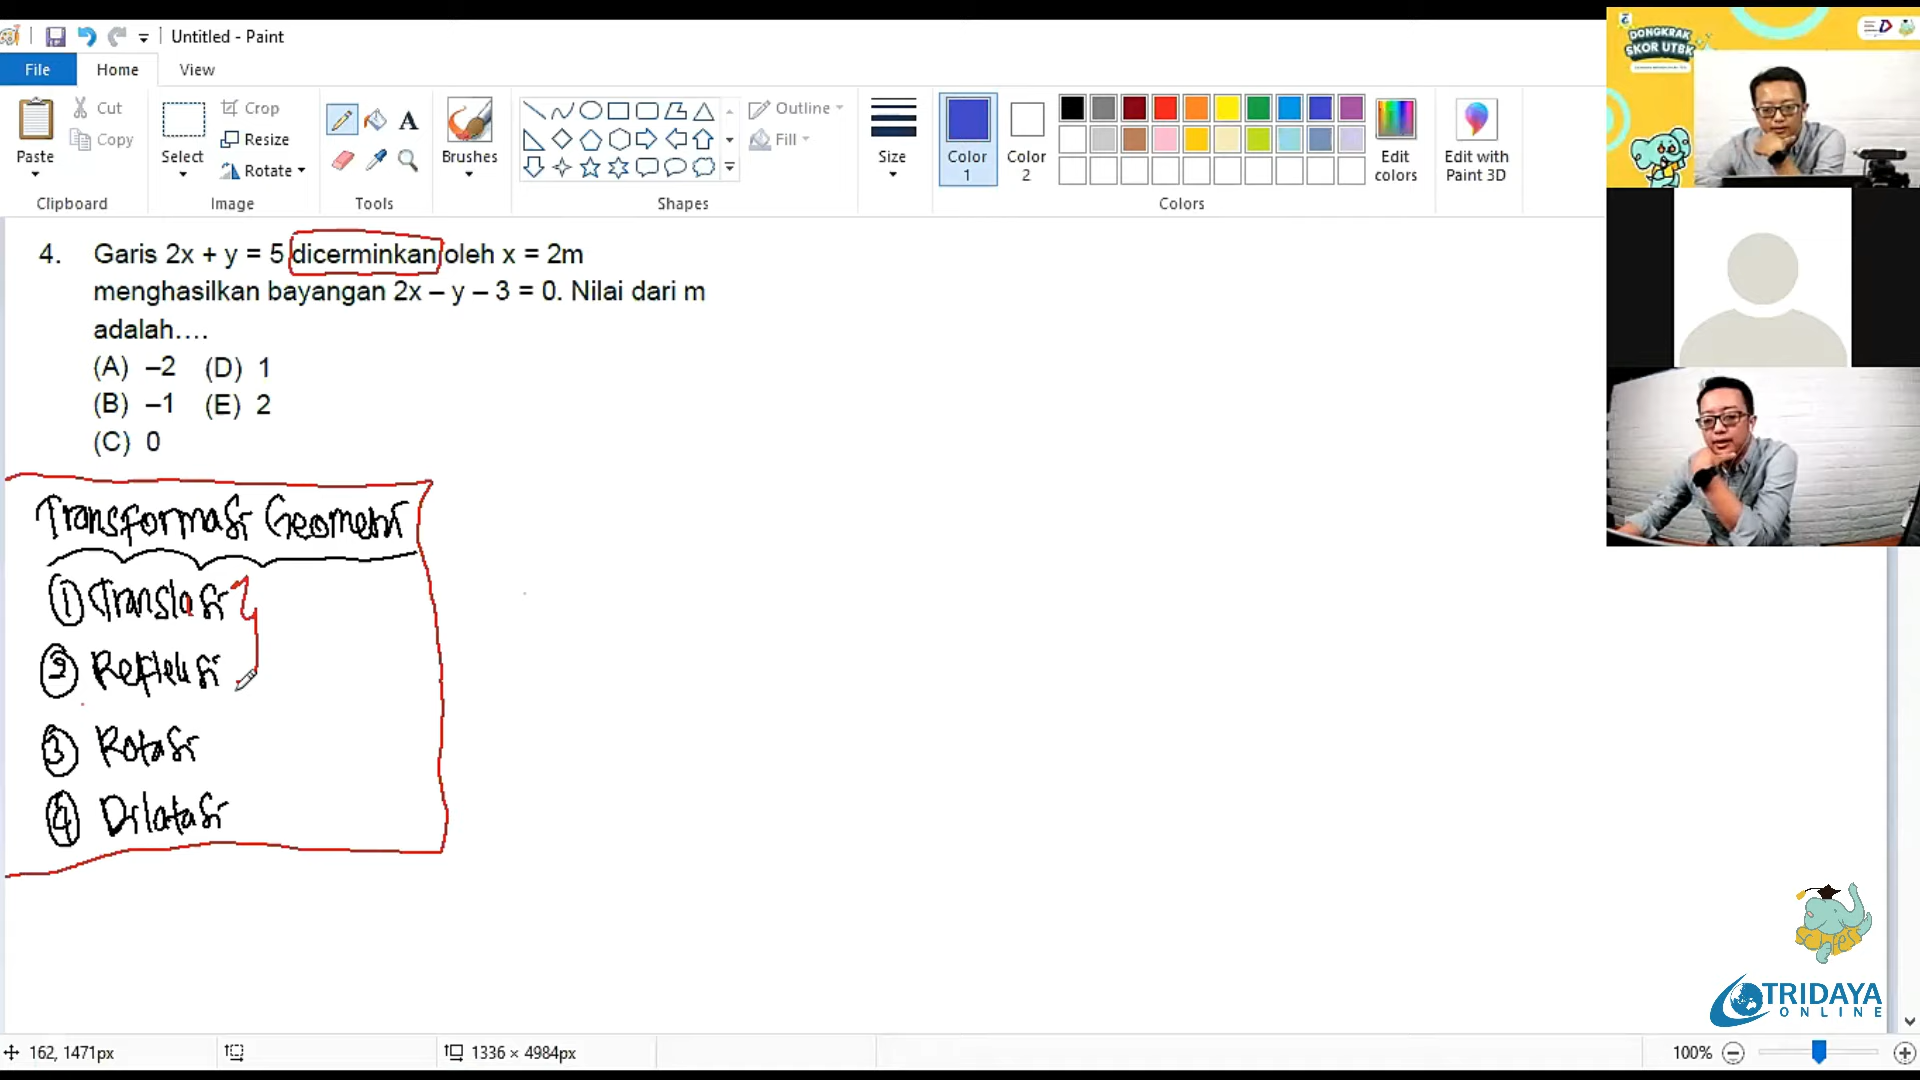 Untitled - Paint
File
Home
View
Paste
Cut
Copy
Clipboard
Select
Crop
Resize
Rotate
Image
A
Tools
Brushes
Outline
Fill
Shapes
Size
Color 1
Color 2
Edit colors
Edit with Paint 3D
Colors
DONGKRAK
SKOR UTBK
4. Garis 2x + y = 5 dicerminkan oleh x = 2m
menghasilkan bayangan 2x – y – 3 = 0. Nilai dari m
adalah….
(A) –2 (D) 1
(B) –1 (E) 2
(C) 0
Transformasi Geometri
1 Translasi
2 Refleksi
3 Rotasi
4 Dilatasi
TRIDAYA
ONLINE
162, 1471px
1336 × 4984px
100%